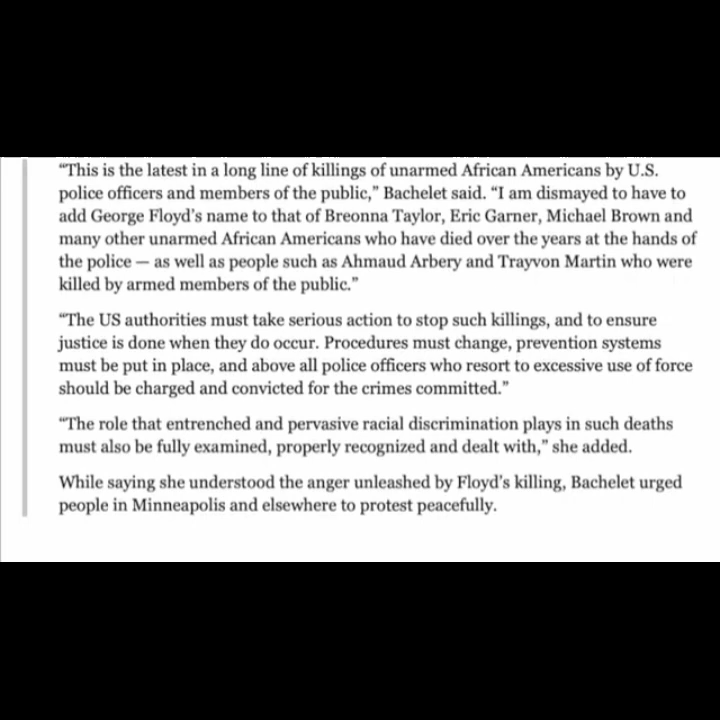 “This is the latest in a long line of killings of unarmed African Americans by U.S.
police officers and members of the public,” Bachelet said. “I am dismayed to have to
add George Floyd’s name to that of Breonna Taylor, Eric Garner, Michael Brown and
many other unarmed African Americans who have died over the years at the hands of
the police — as well as people such as Ahmaud Arbery and Trayvon Martin who were
killed by armed members of the public.”
“The US authorities must take serious action to stop such killings, and to ensure
justice is done when they do occur. Procedures must change, prevention systems
must be put in place, and above all police officers who resort to excessive use of force
should be charged and convicted for the crimes committed.”
“The role that entrenched and pervasive racial discrimination plays in such deaths
must also be fully examined, properly recognized and dealt with,” she added.
While saying she understood the anger unleashed by Floyd’s killing, Bachelet urged
people in Minneapolis and elsewhere to protest peacefully.